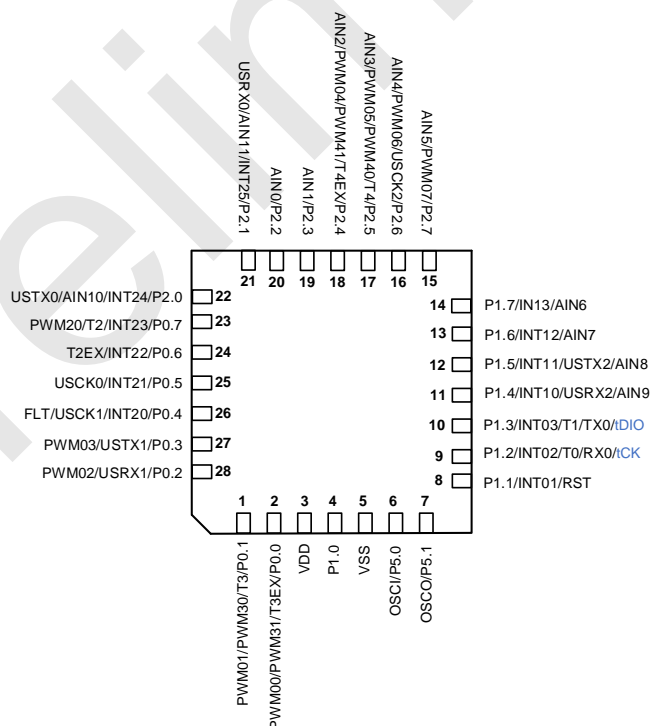 USRX0/AIN11/INT25/P2.1
AIN0/P2.2
AIN1/P2.3
AIN2/PWM04/PWM41/T4EX/P2.4
AIN3/PWM05/PWM40/T4/P2.5
AIN4/PWM06/USCK2/P2.6
AIN5/PWM07/P2.7
21 20 19 18 17 16 15
USTX0/AIN10/INT24/P2.0 22
PWM20/T2/INT23/P0.7 23
T2EX/INT22/P0.6 24
USCK0/INT21/P0.5 25
FLT/USCK1/INT20/P0.4 26
PWM03/USTX1/P0.3 27
PWM02/USRX1/P0.2 28
14 P1.7/IN13/AIN6
13 P1.6/INT12/AIN7
12 P1.5/INT11/USTX2/AIN8
11 P1.4/INT10/USRX2/AIN9
10 P1.3/INT03/T1/TX0/tDIO
9 P1.2/INT02/T0/RX0/tCK
8 P1.1/INT01/RST
1 2 3 4 5 6 7
PWM01/PWM30/T3/P0.1
PWM00/PWM31/T3EX/P0.0
VDD
P1.0
VSS
OSCI/P5.0
OSCO/P5.1